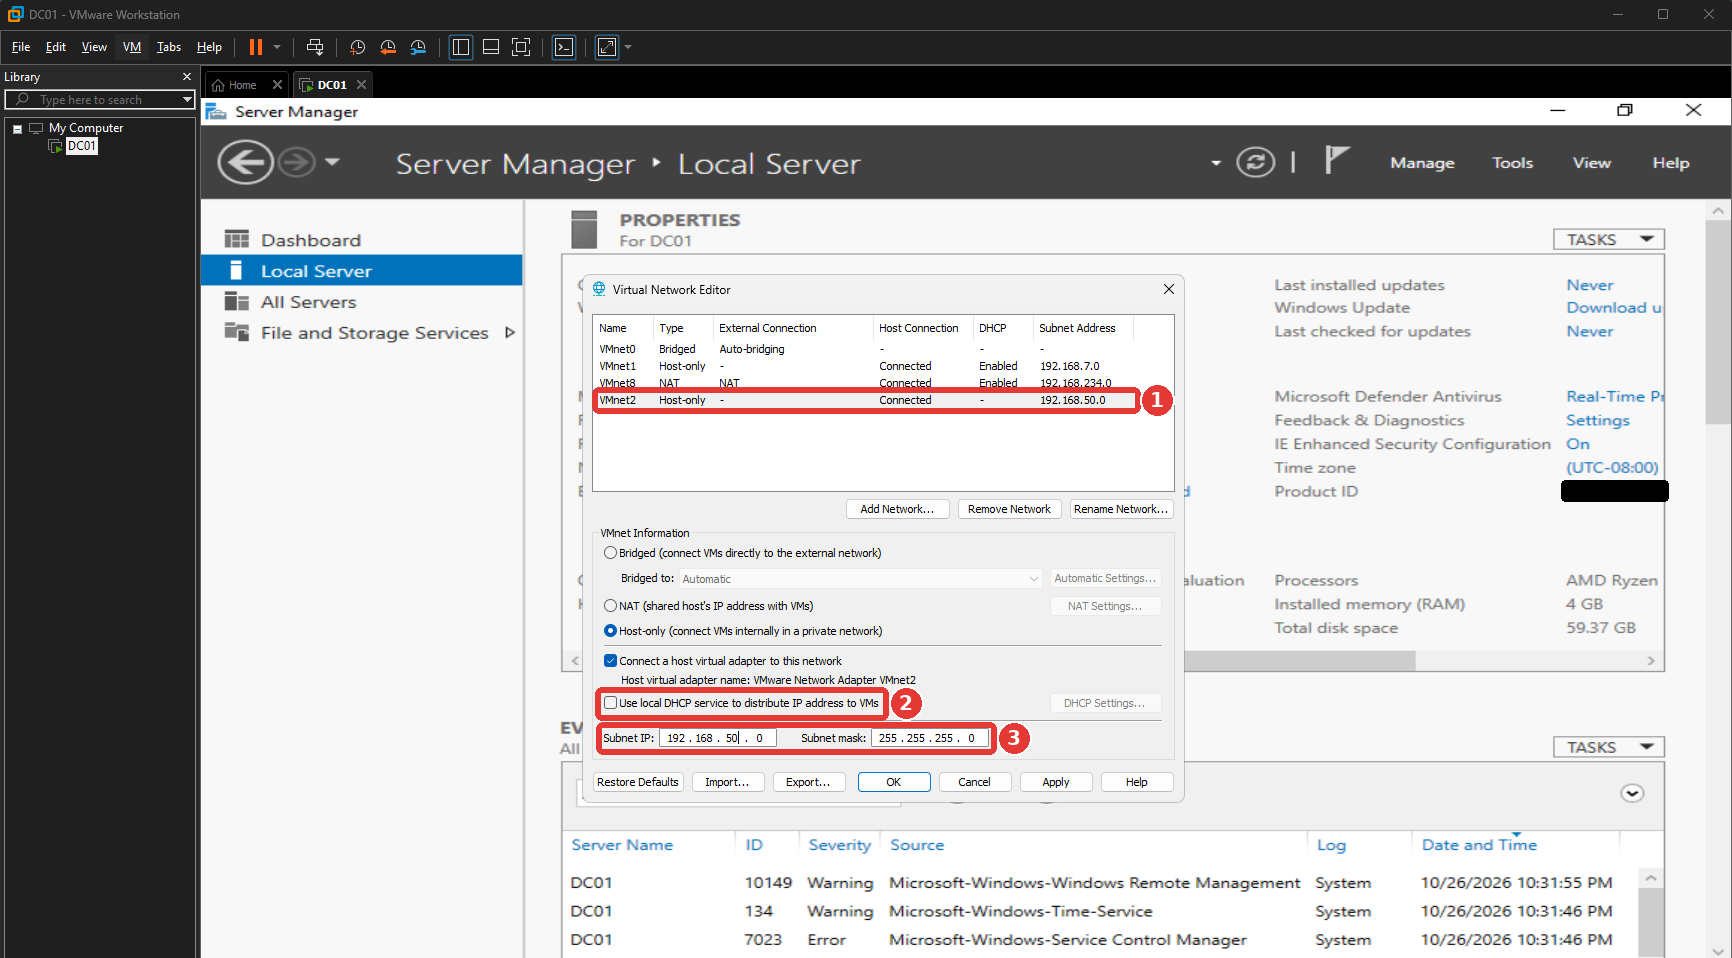 DC01 - VMware Workstation
File Edit View VM Tabs Help
Library
Type here to search
My Computer
DC01
Home
DC01
Server Manager
Server Manager ‣ Local Server
Manage Tools View Help
Dashboard
Local Server
All Servers
File and Storage Services
PROPERTIES
For DC01
TASKS
Last installed updates Never
Windows Update Download u
Last checked for updates Never
Microsoft Defender Antivirus Real-Time Pr
Feedback & Diagnostics Settings
IE Enhanced Security Configuration On
Time zone (UTC-08:00)
Product ID
Processors AMD Ryzen
Installed memory (RAM) 4 GB
Total disk space 59.37 GB
Virtual Network Editor
Name Type External Connection Host Connection DHCP Subnet Address
VMnet0 Bridged Auto-bridging - - -
VMnet1 Host-only - Connected Enabled 192.168.7.0
VMnet8 NAT NAT Connected Enabled 192.168.234.0
VMnet2 Host-only - Connected - 192.168.50.0
1
Add Network... Remove Network Rename Network...
VMnet Information
Bridged (connect VMs directly to the external network)
Bridged to: Automatic Automatic Settings...
NAT (shared host's IP address with VMs) NAT Settings...
Host-only (connect VMs internally in a private network)
Connect a host virtual adapter to this network
Host virtual adapter name: VMware Network Adapter VMnet2
Use local DHCP service to distribute IP address to VMs 2 DHCP Settings...
Subnet IP: 192 . 168 . 50 . 0 Subnet mask: 255 . 255 . 255 . 0 3
Restore Defaults Import... Export... OK Cancel Apply Help
EV
All
TASKS
Server Name ID Severity Source Log Date and Time
DC01 10149 Warning Microsoft-Windows-Windows Remote Management System 10/26/2026 10:31:55 PM
DC01 134 Warning Microsoft-Windows-Time-Service System 10/26/2026 10:31:46 PM
DC01 7023 Error Microsoft-Windows-Service Control Manager System 10/26/2026 10:31:46 PM